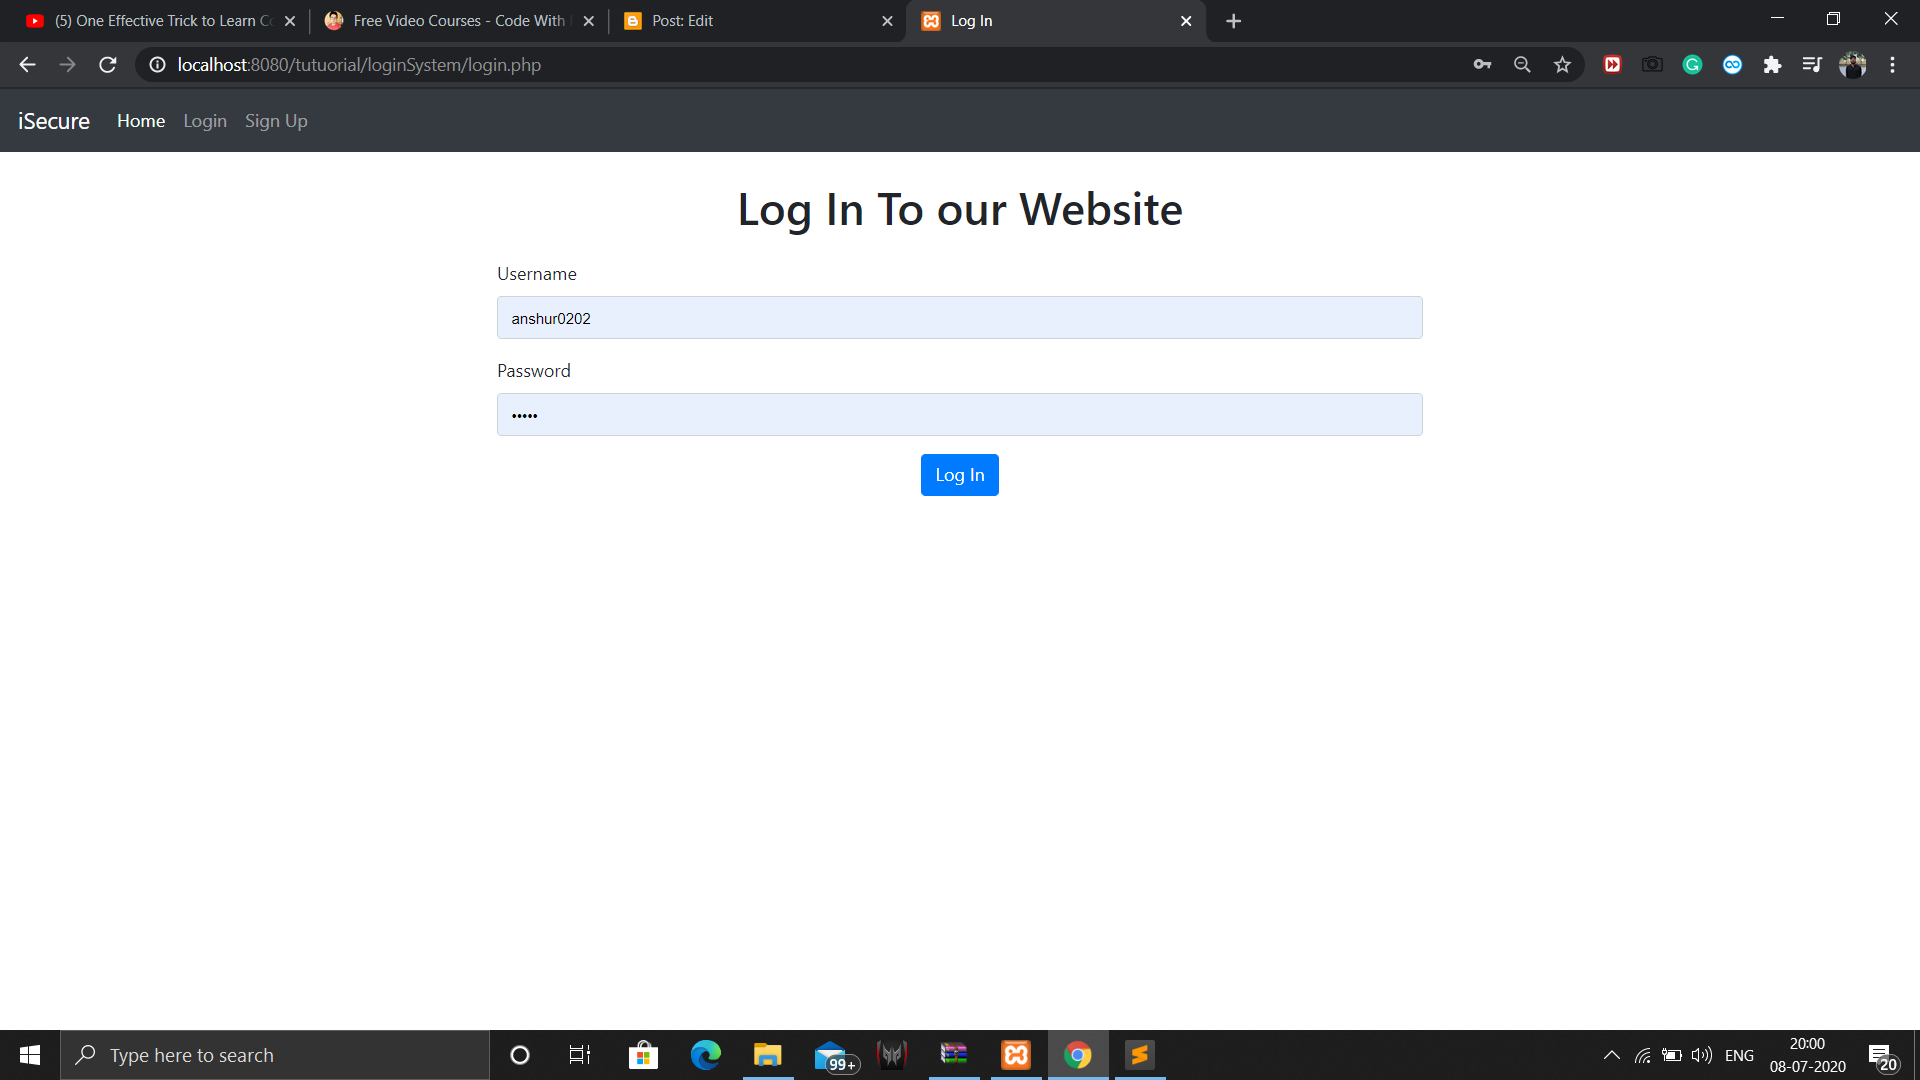 (5) One Effective Trick to Learn Co
Free Video Courses - Code With
Post: Edit
Log In
localhost:8080/tutuorial/loginSystem/login.php
iSecure Home Login Sign Up
Log In To our Website
Username
anshur0202
Password
•••••
Log In
Type here to search
99+
ENG
20:00
08-07-2020
20